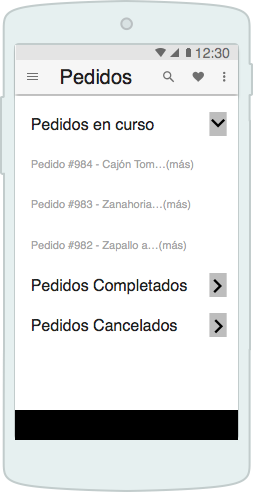 12:30
Pedidos
Pedidos en curso
Pedido #984 - Cajón Tom...(más)
Pedido #983 - Zanahoria...(más)
Pedido #982 - Zapallo a...(más)
Pedidos Completados
Pedidos Cancelados